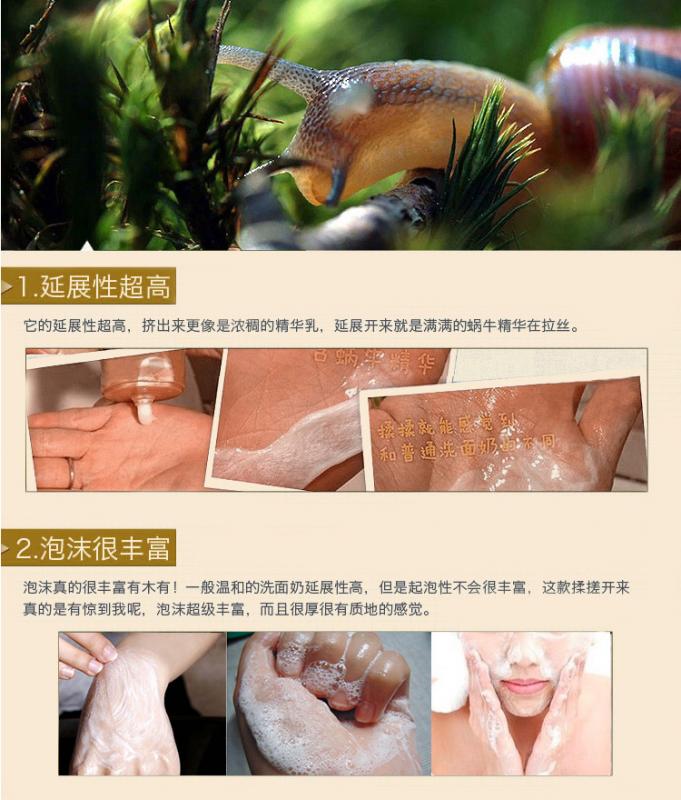 1.延展性超高
它的延展性超高，挤出来更像是浓稠的精华乳，延展开来就是满满的蜗牛精华在拉丝。
蜗牛精华
揉揉就能感觉到
和普通洗面奶的不同
2.泡沫很丰富
泡沫真的很丰富有木有！一般温和的洗面奶延展性高，但是起泡性不会很丰富，这款揉搓开来
真的是有惊到我呢，泡沫超级丰富，而且很厚很有质地的感觉。